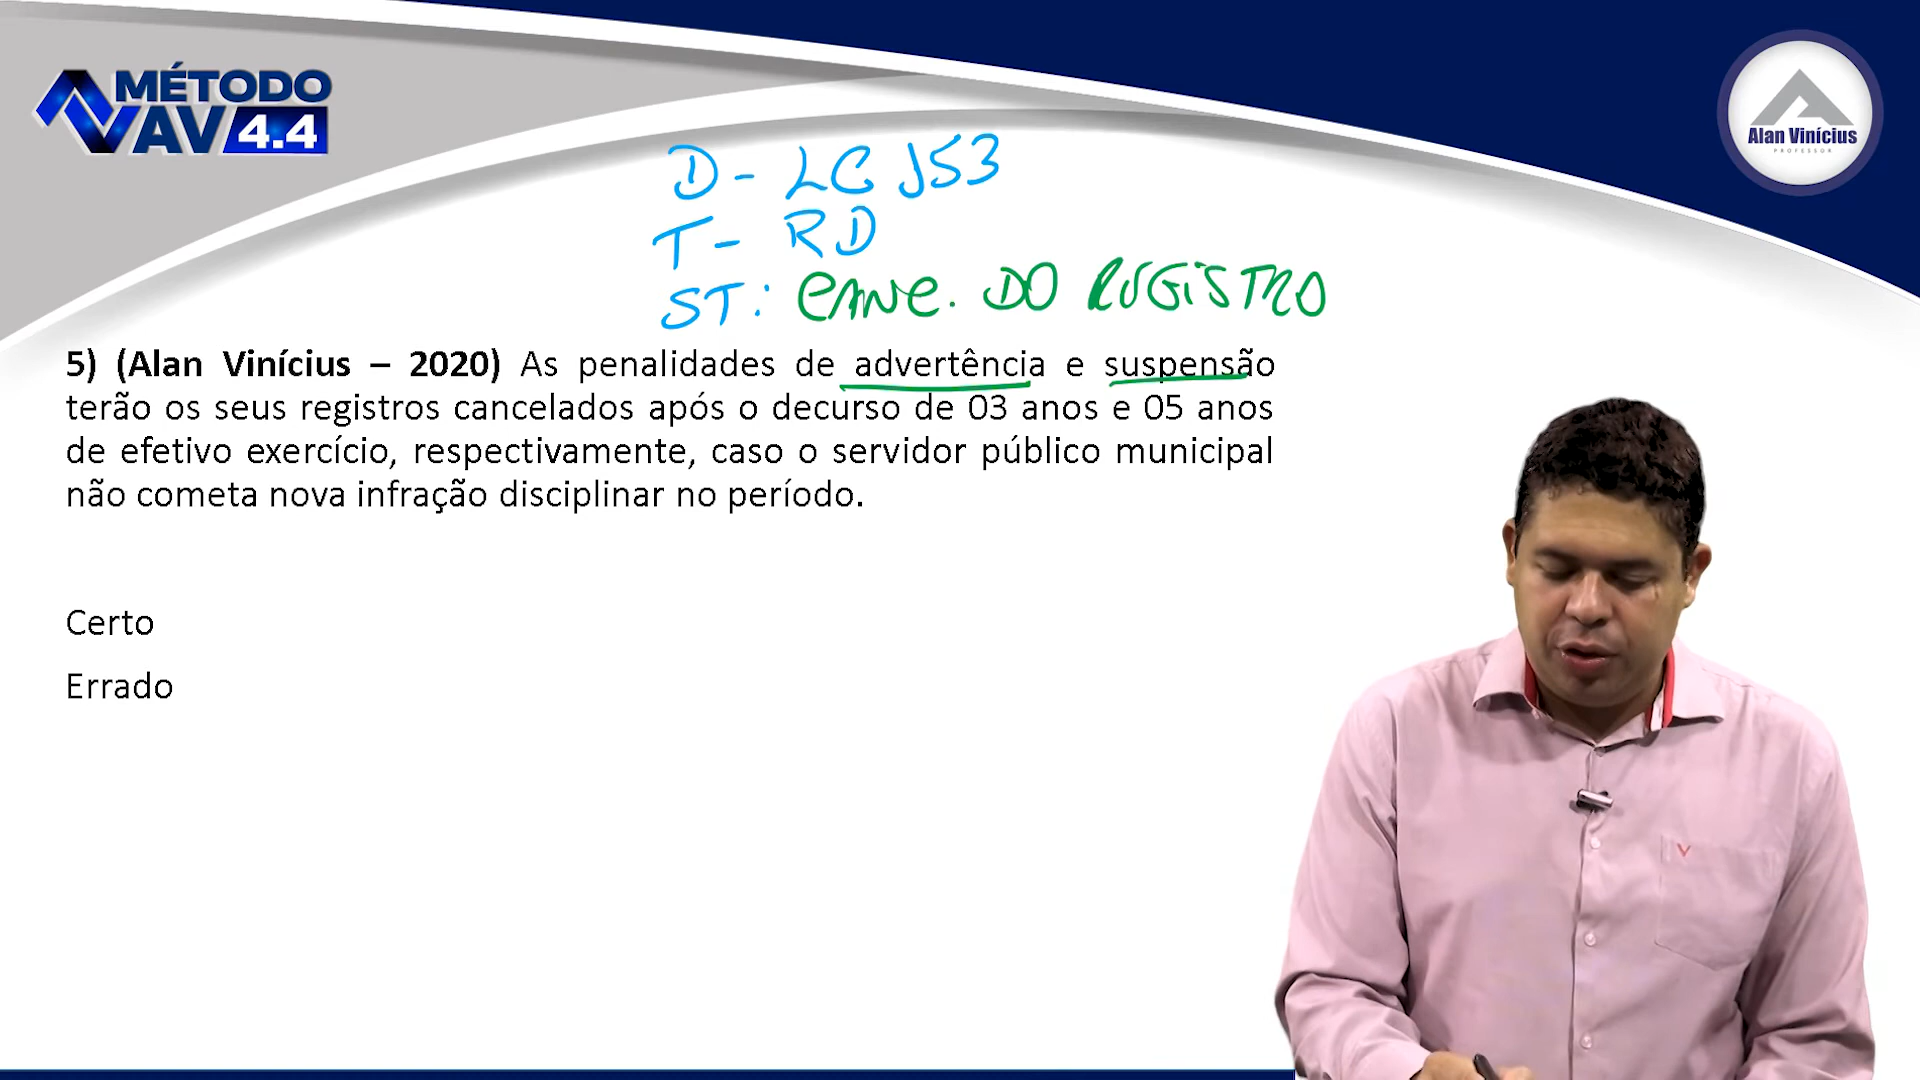 MÉTODO
AV 4.4
Alan Vinícius
PROFESSOR
D - LC 153
T - RD
ST: CANC. DO REGISTRO
5) (Alan Vinícius – 2020) As penalidades de advertência e suspensão
terão os seus registros cancelados após o decurso de 03 anos e 05 anos
de efetivo exercício, respectivamente, caso o servidor público municipal
não cometa nova infração disciplinar no período.
Certo
Errado